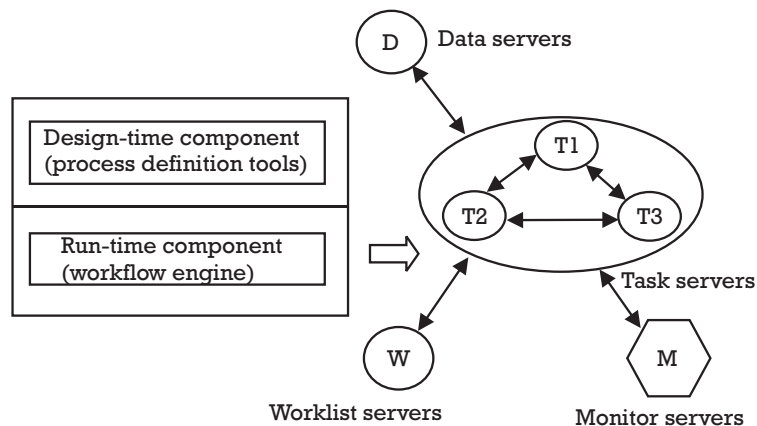 D
Data servers
Design-time component
(process definition tools)
T1
T2
T3
Run-time component
(workflow engine)
Task servers
W
M
Worklist servers
Monitor servers